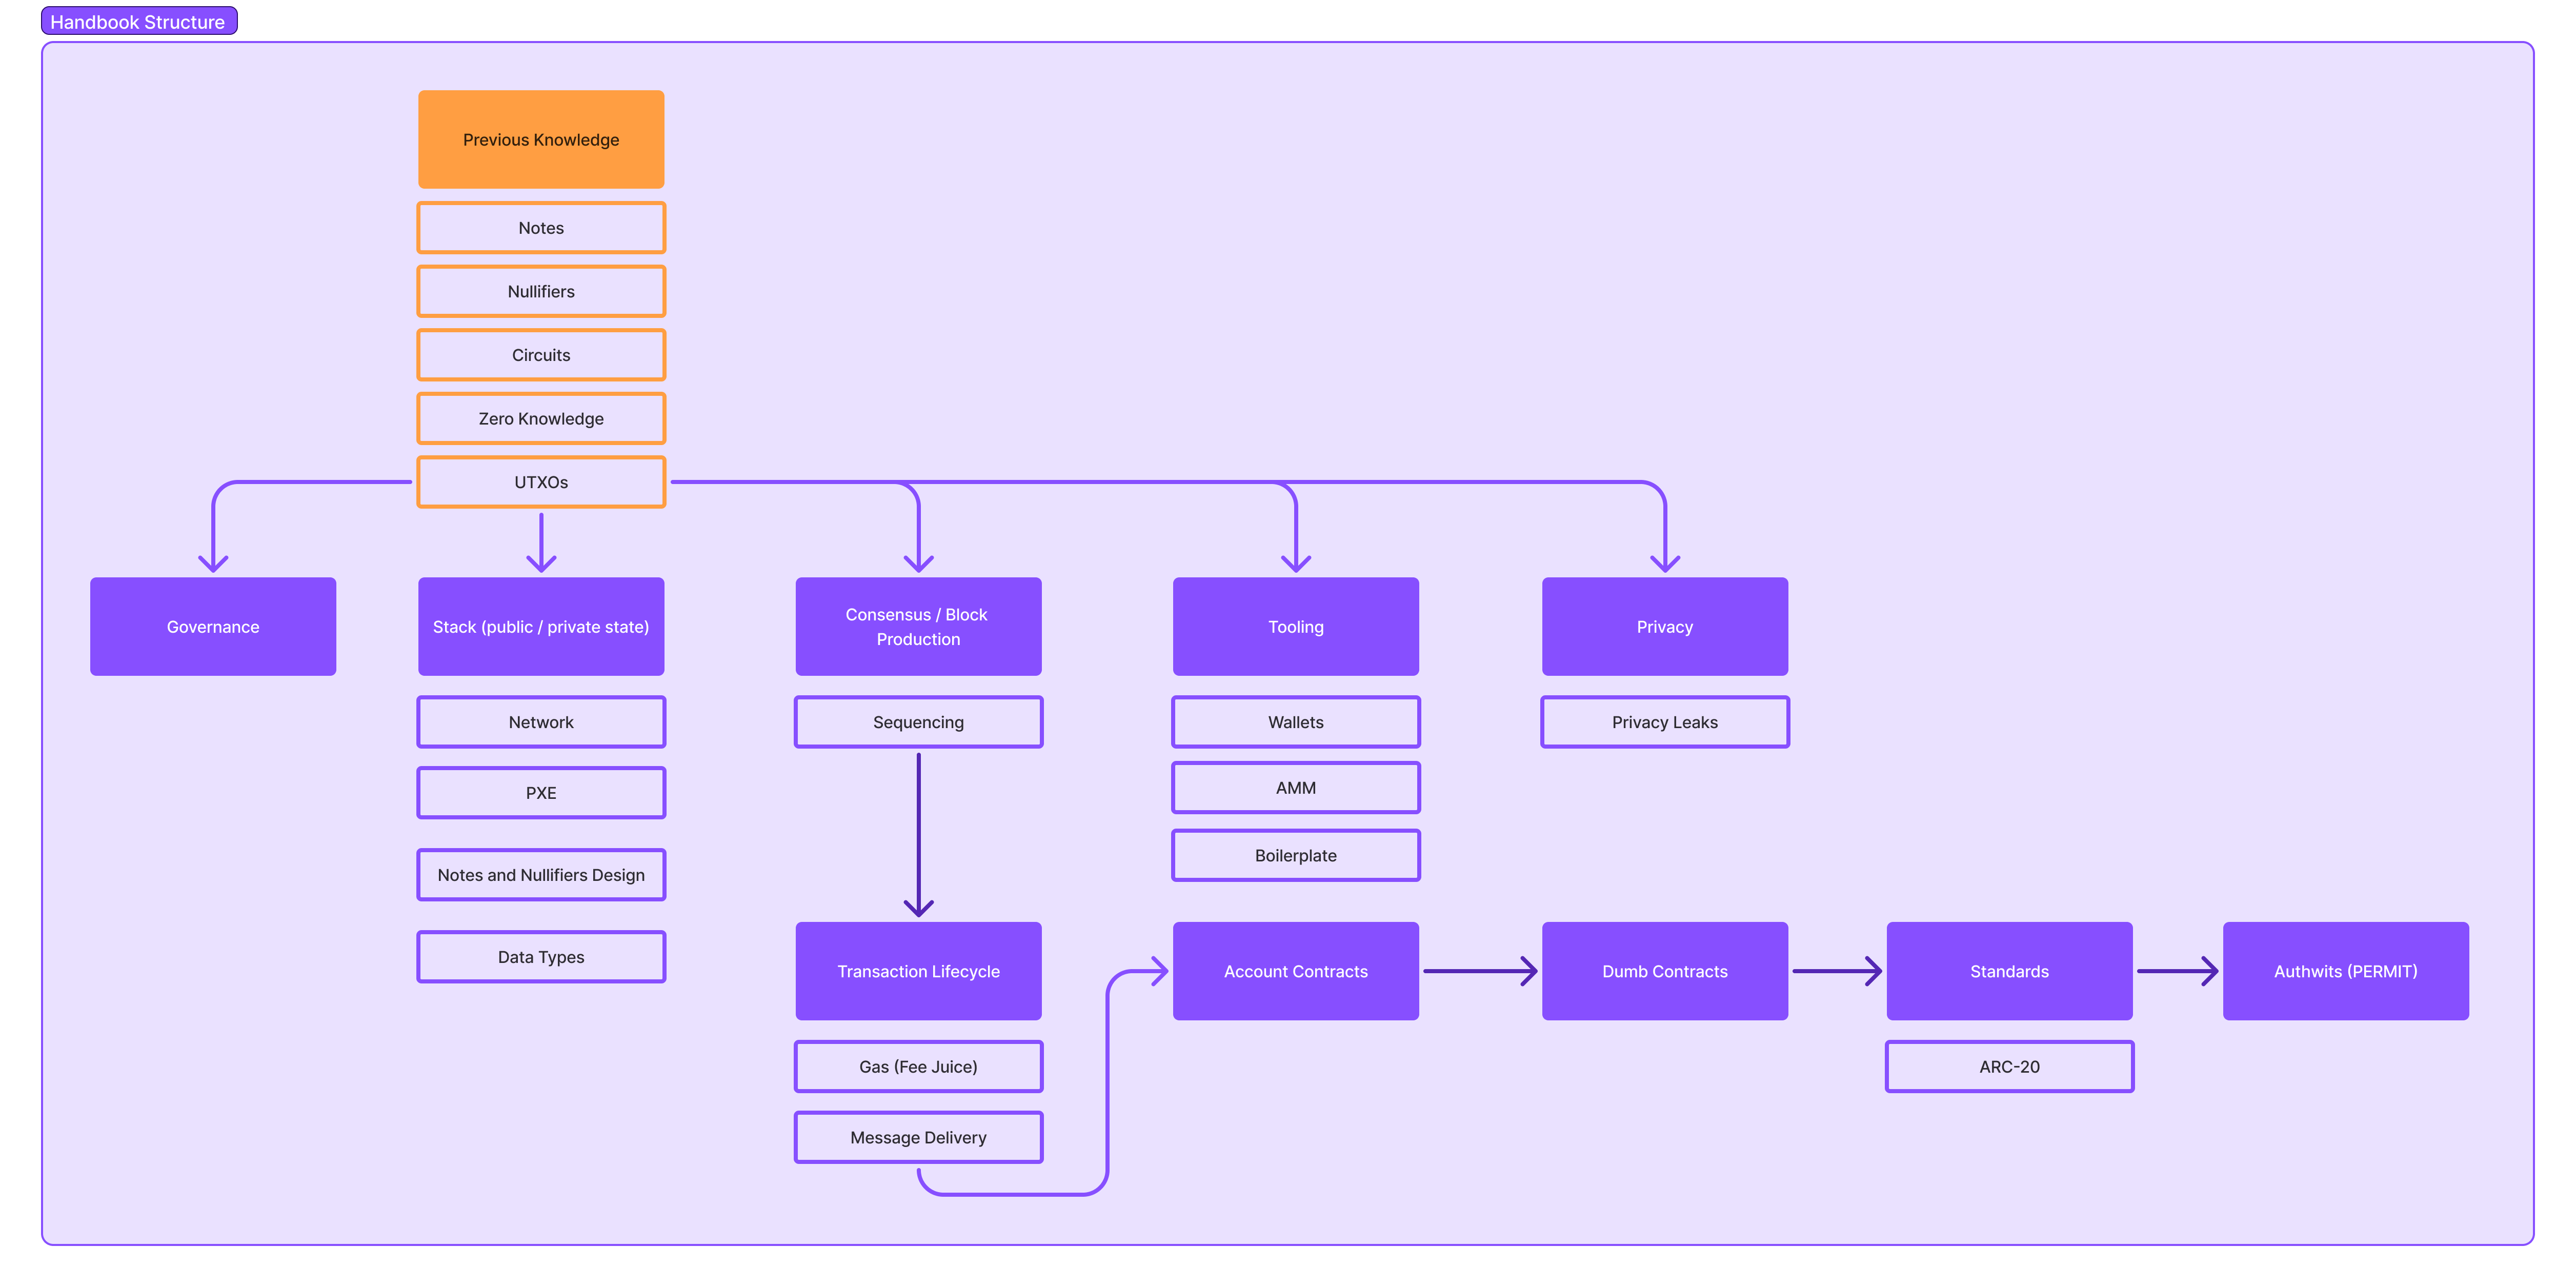 Handbook Structure
Previous Knowledge
Notes
Nullifiers
Circuits
Zero Knowledge
UTXOs
Governance
Stack (public / private state)
Network
PXE
Notes and Nullifiers Design
Data Types
Consensus / Block
Production
Sequencing
Transaction Lifecycle
Gas (Fee Juice)
Message Delivery
Tooling
Wallets
AMM
Boilerplate
Privacy
Privacy Leaks
Account Contracts
Dumb Contracts
Standards
ARC-20
Authwits (PERMIT)